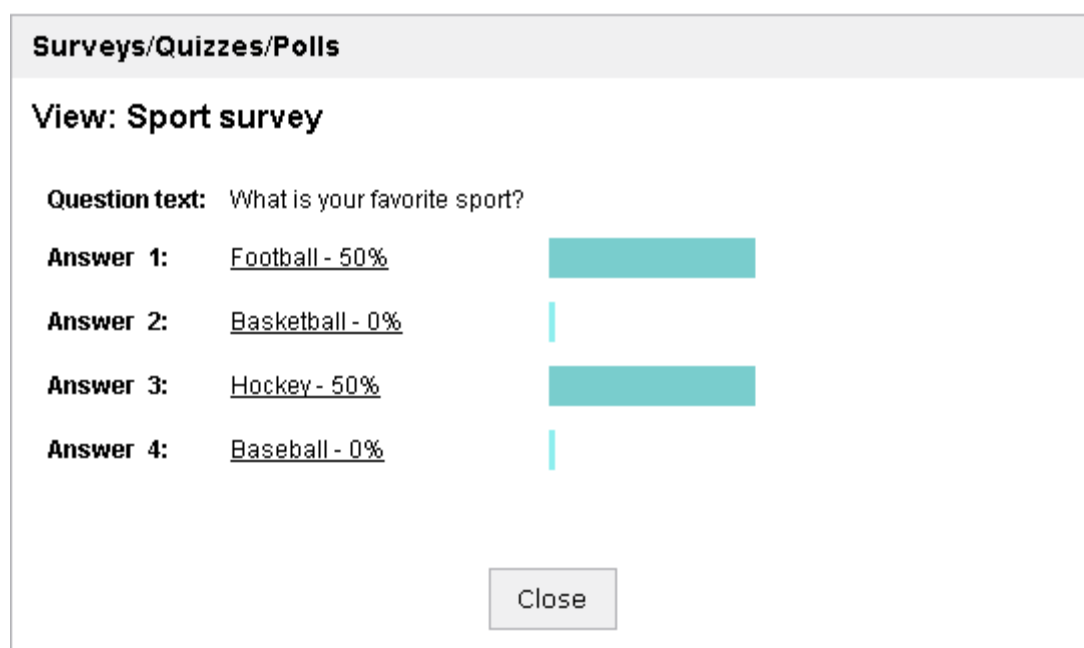 Surveys/Quizzes/Polls
View: Sport survey
Question text: What is your favorite sport?
Answer 1: Football - 50%
Answer 2: Basketball - 0%
Answer 3: Hockey - 50%
Answer 4: Baseball - 0%
Close